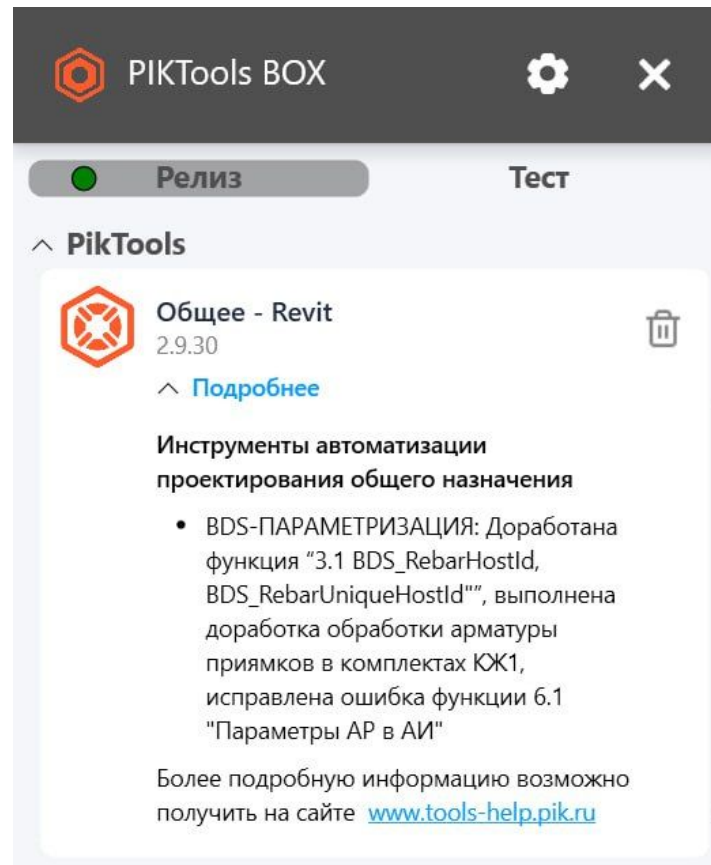 PIKTools BOX
Релиз
Тест
PikTools
Общее - Revit
2.9.30
Подробнее
Инструменты автоматизации
проектирования общего назначения
• BDS-ПАРАМЕТРИЗАЦИЯ: Доработана
функция “3.1 BDS_RebarHostId,
BDS_RebarUniqueHostId"”, выполнена
доработка обработки арматуры
приямков в комплектах КЖ1,
исправлена ошибка функции 6.1
"Параметры АР в АИ"
Более подробную информацию возможно
получить на сайте www.tools-help.pik.ru